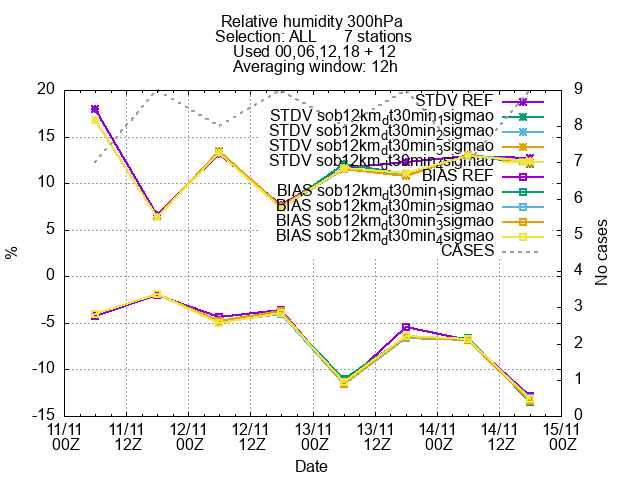 Relative humidity 300hPa
Selection: ALL 7 stations
Used 00,06,12,18 + 12
Averaging window: 12h
STDV REF
STDV sob12km_dt30min_1sigmao
STDV sob12km_dt30min_2sigmao
STDV sob12km_dt30min_3sigmao
STDV sob12km_dt30min_4sigmao
BIAS REF
BIAS sob12km_dt30min_1sigmao
BIAS sob12km_dt30min_2sigmao
BIAS sob12km_dt30min_3sigmao
BIAS sob12km_dt30min_4sigmao
CASES
20
15
10
5
0
-5
-10
-15
%
9
8
7
6
5
4
3
2
1
0
No cases
11/11 11/11 12/11 12/11 13/11 13/11 14/11 14/11 15/11
00Z 12Z 00Z 12Z 00Z 12Z 00Z 12Z 00Z
Date